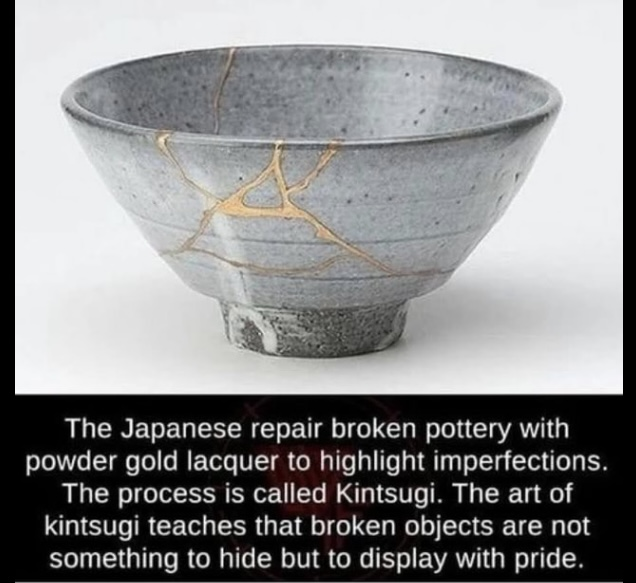 The Japanese repair broken pottery with
powder gold lacquer to highlight imperfections.
The process is called Kintsugi. The art of
kintsugi teaches that broken objects are not
something to hide but to display with pride.